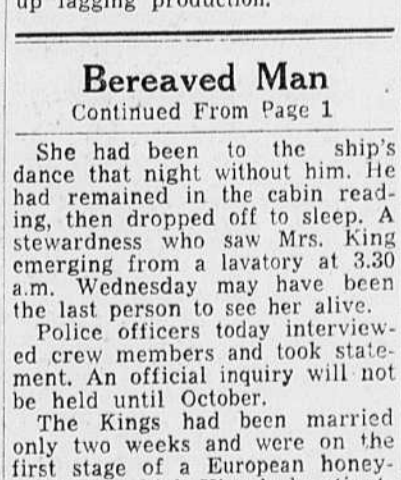 up lagging production.
Bereaved Man
Continued From Page 1
She had been to the ship's
dance that night without him. He
had remained in the cabin read-
ing, then dropped off to sleep. A
stewardness who saw Mrs. King
emerging from a lavatory at 3.30
a.m. Wednesday may have been
the last person to see her alive.
Police officers today interview-
ed crew members and took state-
ment. An official inquiry will not
be held until October.
The Kings had been married
only two weeks and were on the
first stage of a European honey-